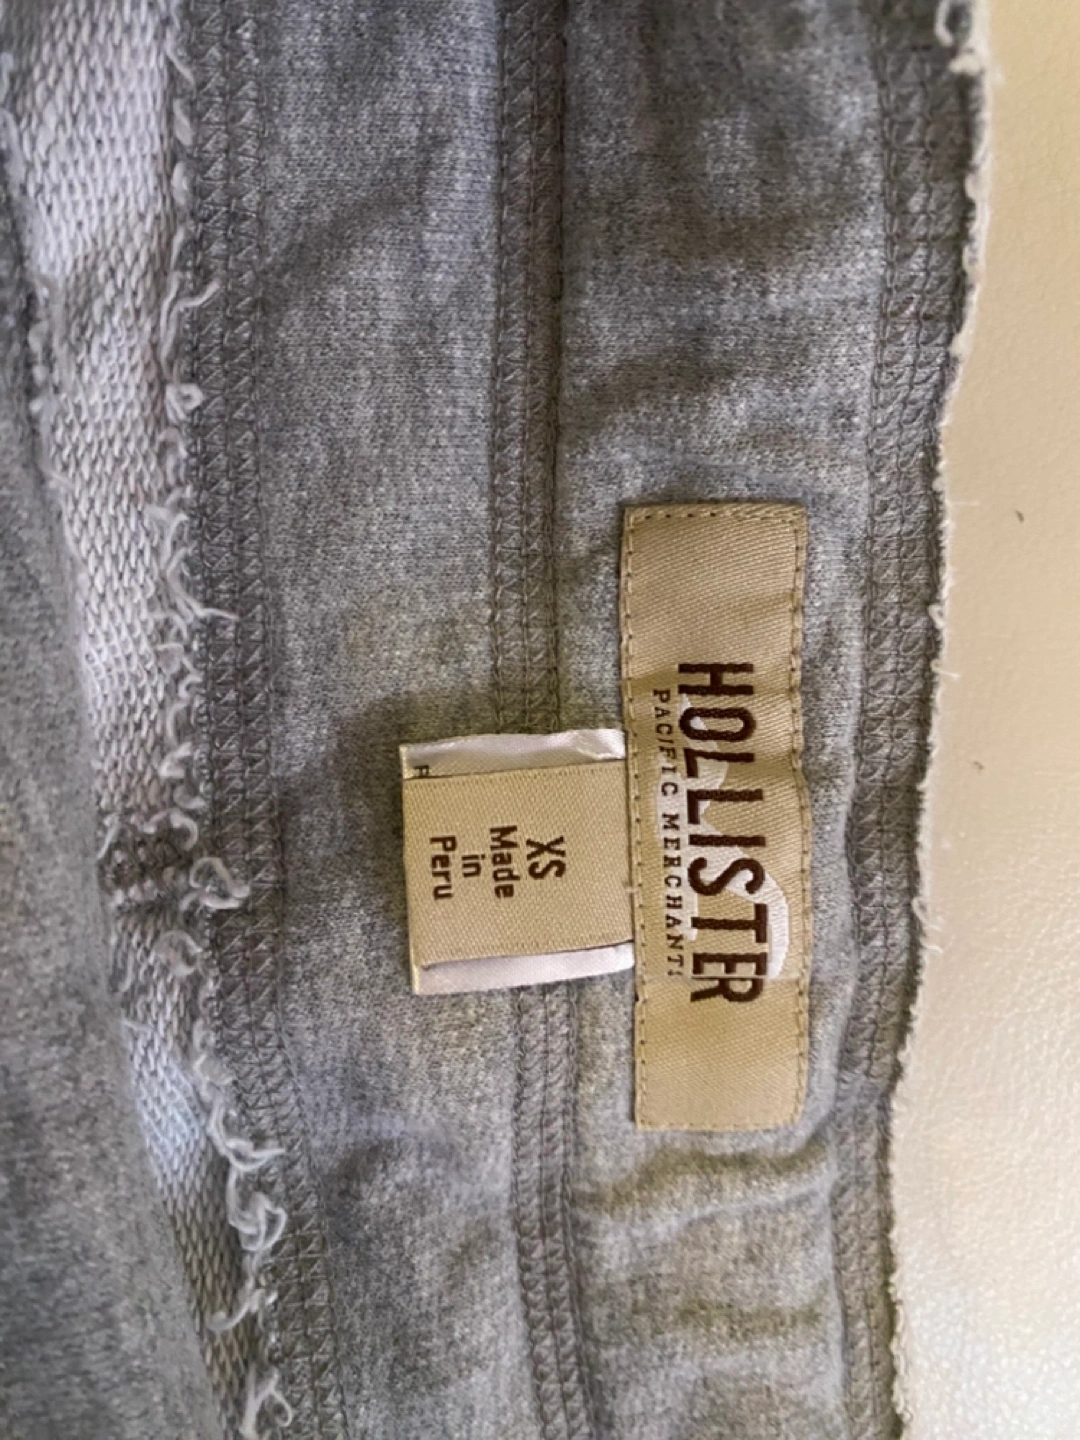 HOLLISTER
PACIFIC MERCHANTS
XS
Made
in
Peru